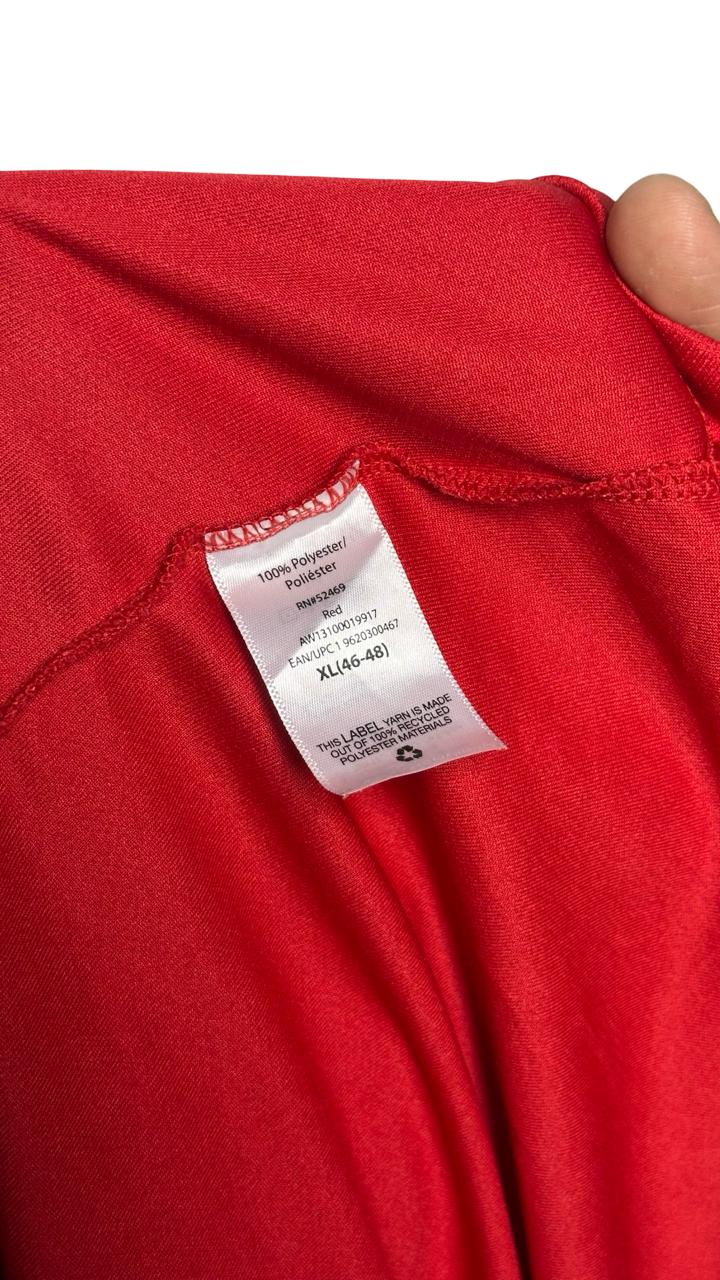 100% Polyester/
Poliéster
RN#52469
Red
AW13100019917
EAN/UPC 1 9620300467
XL(46-48)
THIS LABEL YARN IS MADE
OUT OF 100% RECYCLED
POLYESTER MATERIALS